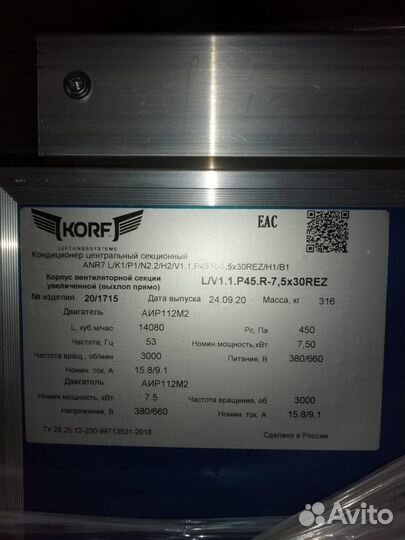 KORF
LÜFTUNGSSYSTEME
EAC
Кондиционер центральный секционный
ANR7 L/K1/P1/N2.2/H2/V1.1.P45.R-7,5x30REZ/H1/B1
Корпус вентиляторной секции увеличенной (выхлоп прямо) L/V1.1.P45.R-7,5x30REZ
№ изделия 20/1715 Дата выпуска 24.09.20 Масса, кг 316
Двигатель АИР112М2
L, куб м/час 14080 Pc, Па 450
Частота, Гц 53 Номин.мощность, кВт 7,50
Частота вращ., об/мин 3000 Питание, В 380/660
Номин. ток, А 15.8/9.1
Двигатель АИР112М2
Номин мощность, кВт 7.5 Частота вращения, об 3000
Напряжение, В 380/660 Номин. ток, А 15.8/9.1
ТУ 28.25.12-200-99713521-2018 Сделано в России
Avito